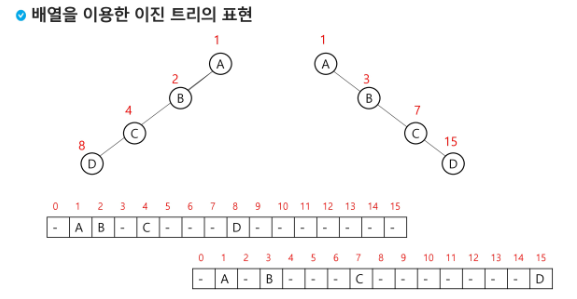 배열을 이용한 이진 트리의 표현
1 1
A A
2 3
B B
4 7
C C
8 15
D D
0 1 2 3 4 5 6 7 8 9 10 11 12 13 14 15
- A B - C - - - D - - - - - - -
0 1 2 3 4 5 6 7 8 9 10 11 12 13 14 15
- A - B - - - C - - - - - - - D